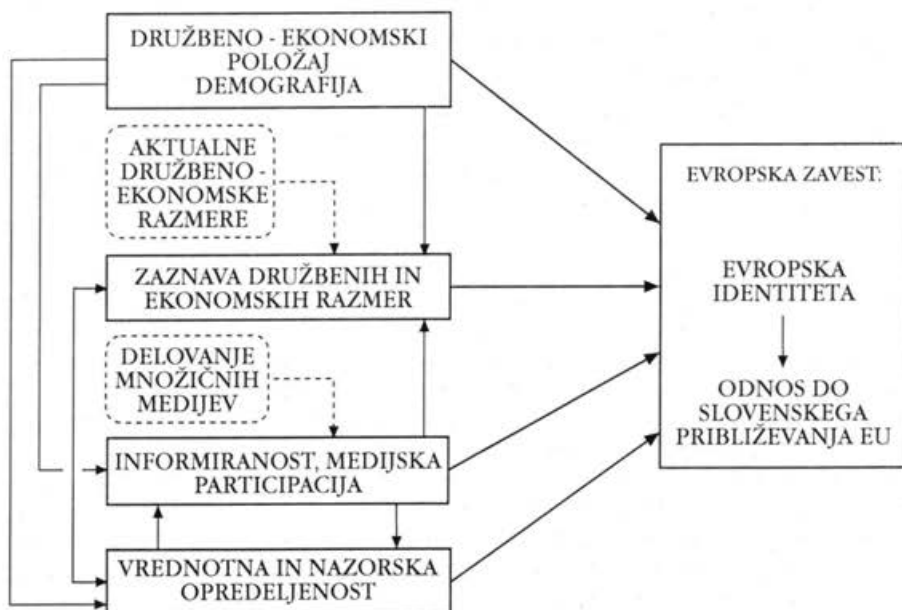 DRUŽBENO - EKONOMSKI
POLOŽAJ
DEMOGRAFIJA
AKTUALNE
DRUŽBENO -
EKONOMSKE
RAZMERE
ZAZNAVA DRUŽBENIH IN
EKONOMSKIH RAZMER
DELOVANJE
MNOŽIČNIH
MEDIJEV
INFORMIRANOST, MEDIJSKA
PARTICIPACIJA
VREDNOTNA IN NAZORSKA
OPREDELJENOST
EVROPSKA ZAVEST:
EVROPSKA
IDENTITETA
ODNOS DO
SLOVENSKEGA
PRIBLIŽEVANJA EU